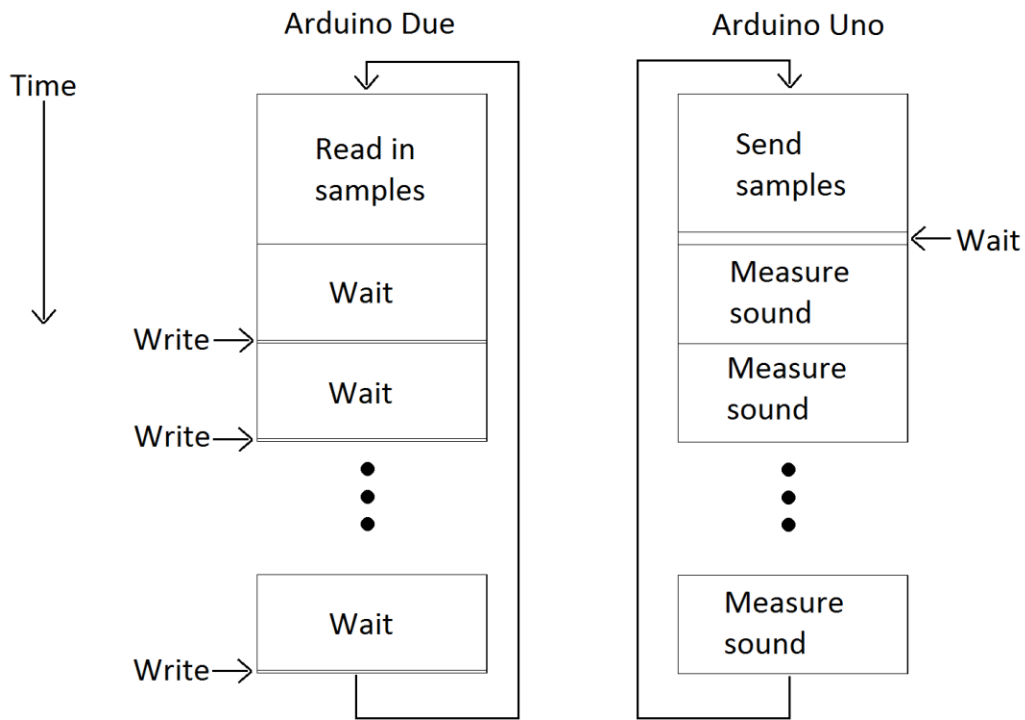 Arduino Due
Arduino Uno
Time
Read in
samples
Send
samples
Wait
Wait
Measure
sound
Write
Wait
Measure
sound
Write
Wait
Measure
sound
Write